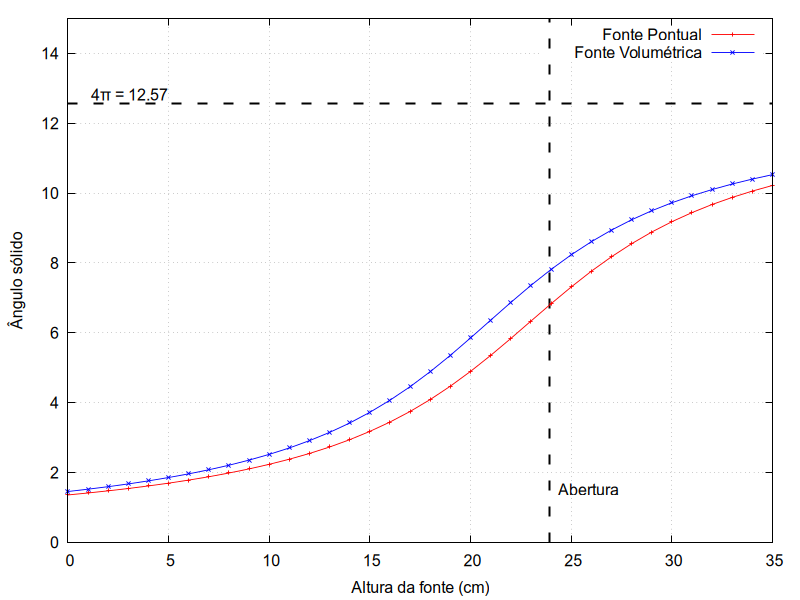 Fonte Pontual
Fonte Volumétrica
4π = 12.57
Abertura
14
12
10
8
6
4
2
0
0 5 10 15 20 25 30 35
Ângulo sólido
Altura da fonte (cm)